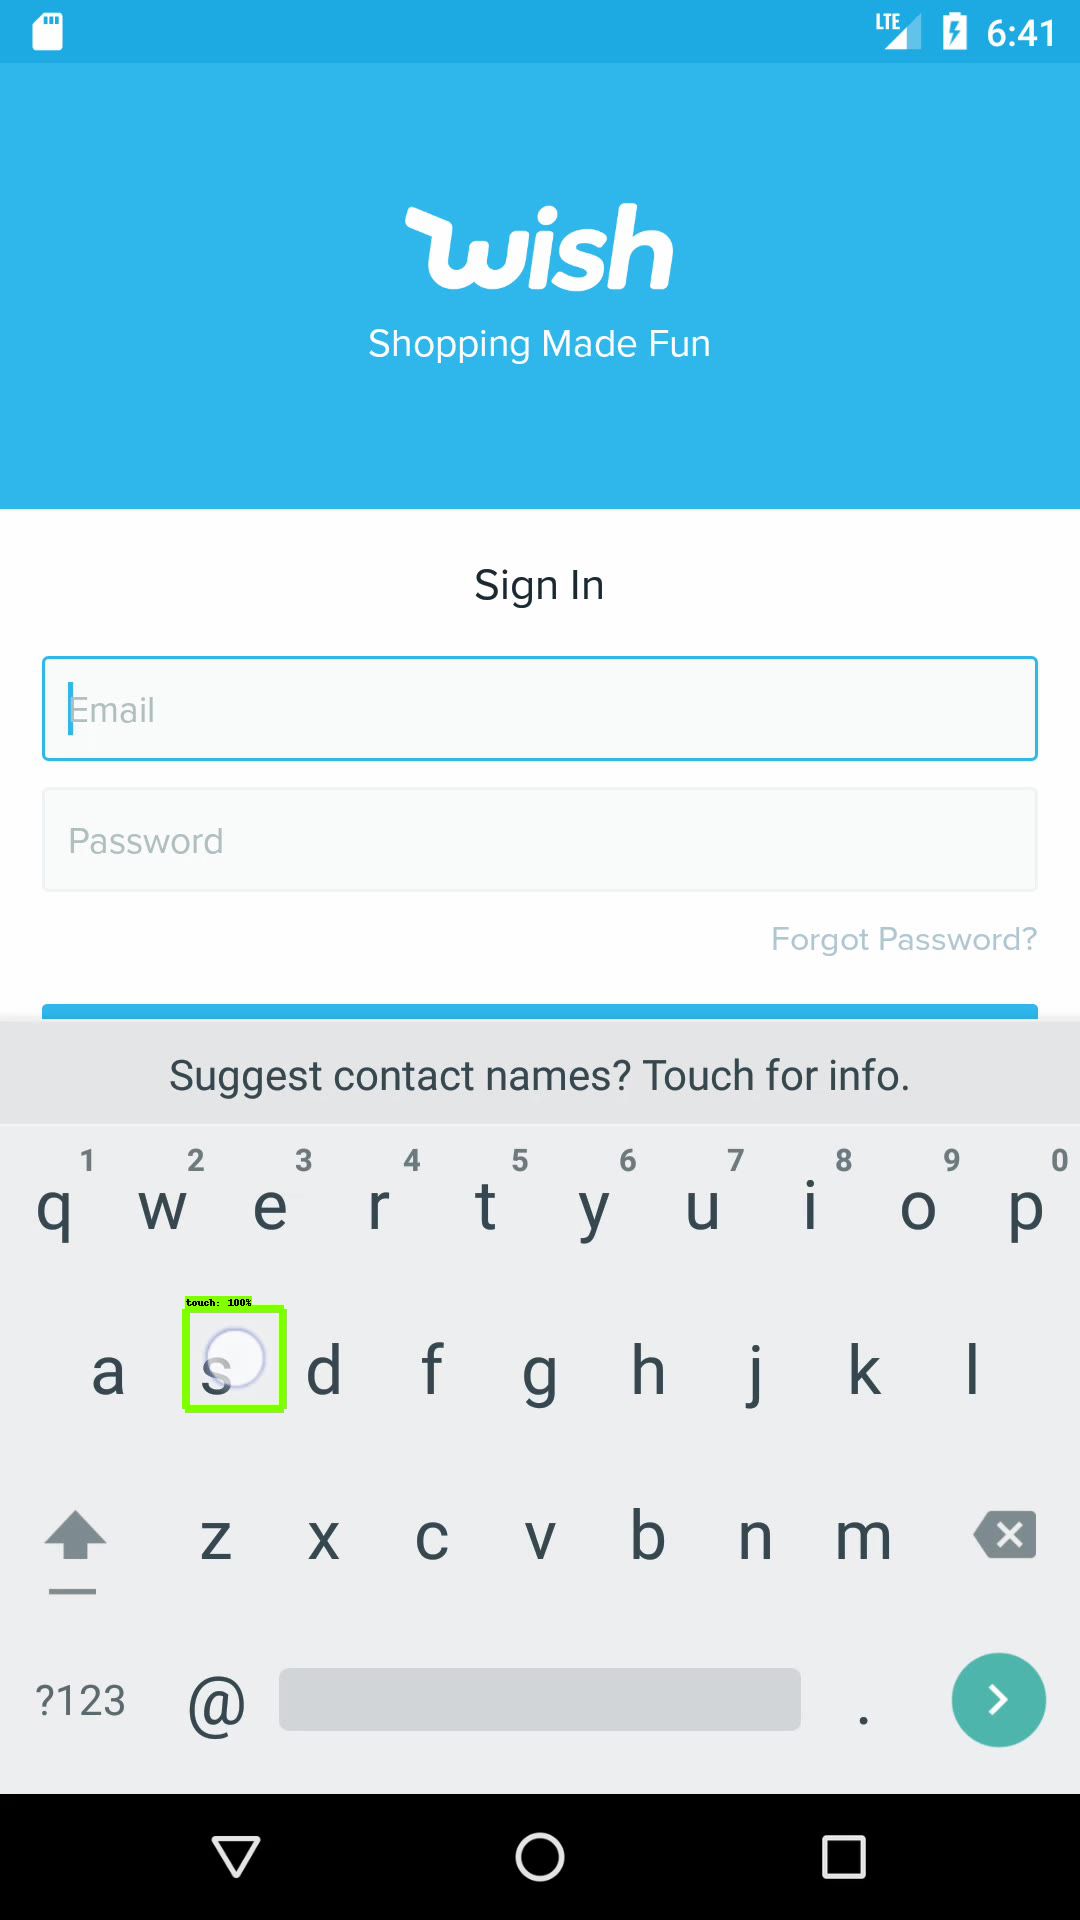 LTE 6:41
wish
Shopping Made Fun
Sign In
Email
Password
Forgot Password?
Suggest contact names? Touch for info.
1 2 3 4 5 6 7 8 9 0
q w e r t y u i o p
touch: 100%
a s d f g h j k l
z x c v b n m
?123 @ .